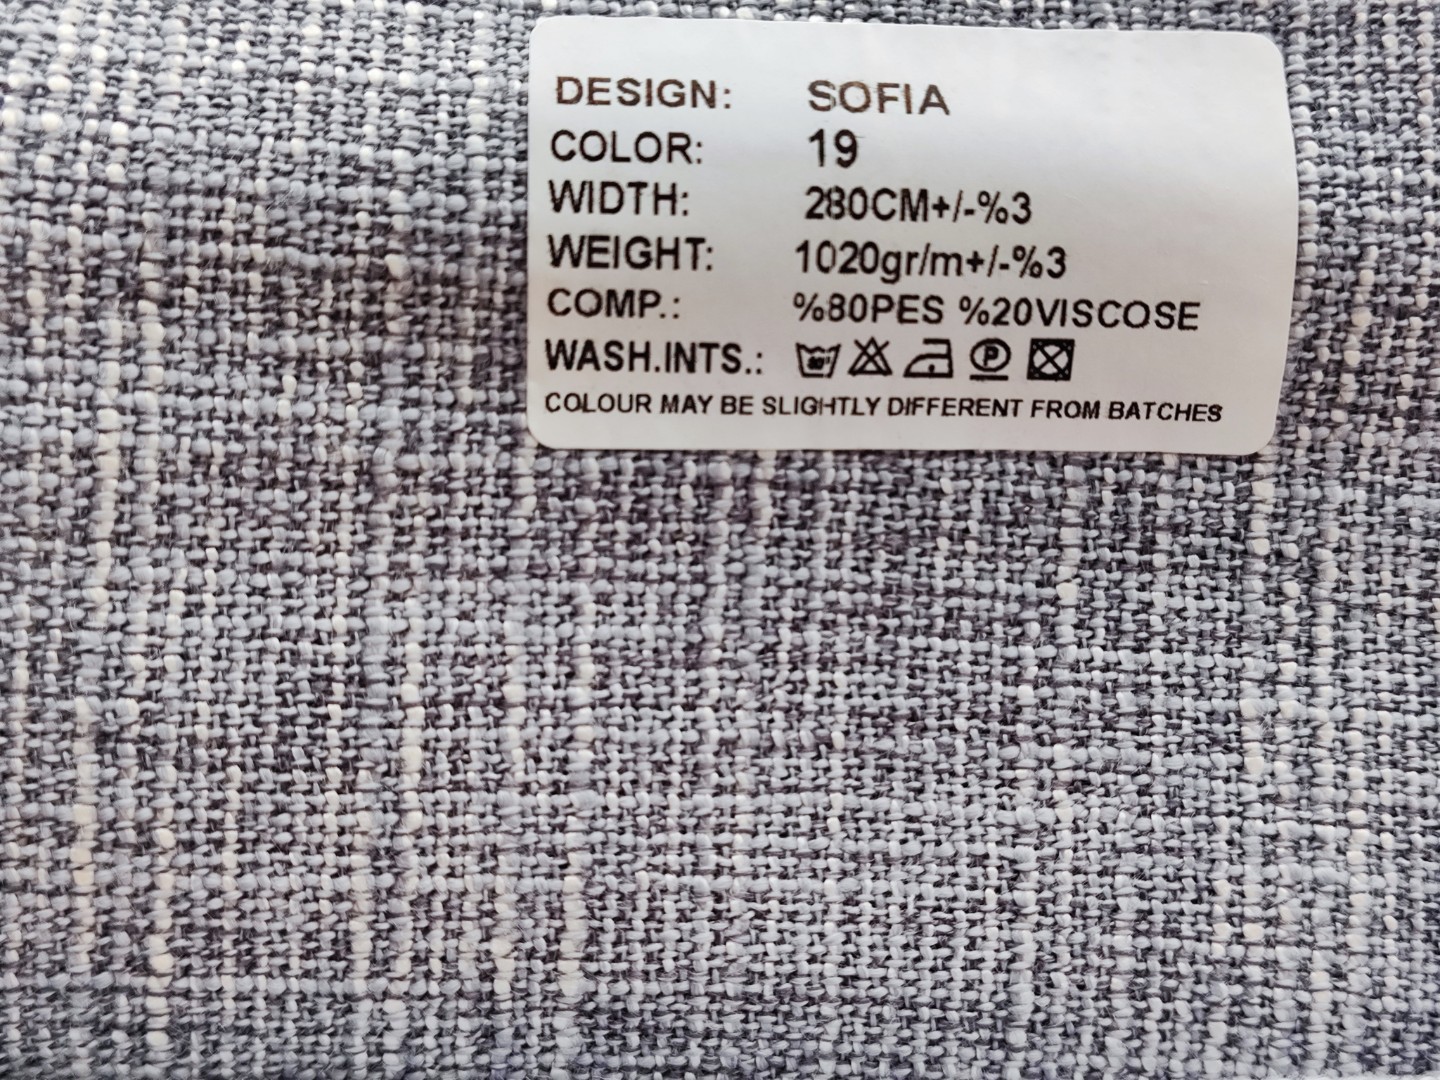 DESIGN: SOFIA
COLOR: 19
WIDTH: 280CM+/-%3
WEIGHT: 1020gr/m+/-%3
COMP.: %80PES %20VISCOSE
WASH.INTS.: P
COLOUR MAY BE SLIGHTLY DIFFERENT FROM BATCHES